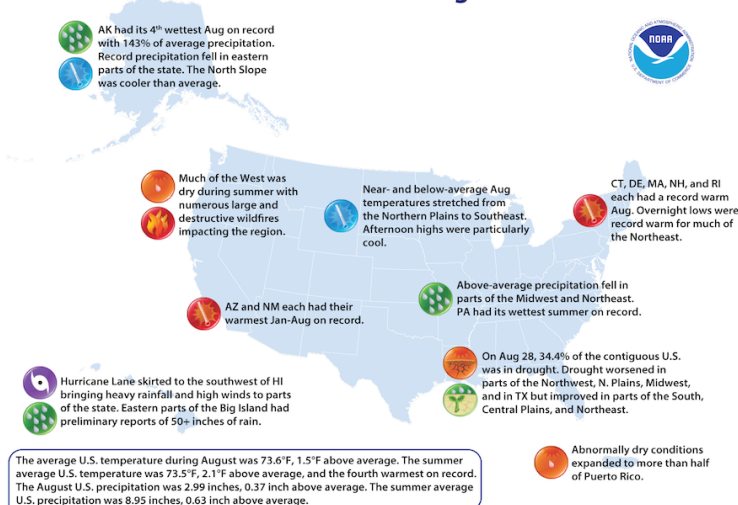 AK had its 4th wettest Aug on record
with 143% of average precipitation.
Record precipitation fell in eastern
parts of the state. The North Slope
was cooler than average.
NATIONAL OCEANIC AND ATMOSPHERIC ADMINISTRATION
NOAA
U.S. DEPARTMENT OF COMMERCE
Much of the West was
dry during summer with
numerous large and
destructive wildfires
impacting the region.
Near- and below-average Aug
temperatures stretched from
the Northern Plains to Southeast.
Afternoon highs were particularly
cool.
CT, DE, MA, NH, and RI
each had a record warm
Aug. Overnight lows were
record warm for much of
the Northeast.
AZ and NM each had their
warmest Jan-Aug on record.
Above-average precipitation fell in
parts of the Midwest and Northeast.
PA had its wettest summer on record.
On Aug 28, 34.4% of the contiguous U.S.
was in drought. Drought worsened in
parts of the Northwest, N. Plains, Midwest,
and in TX but improved in parts of the South,
Central Plains, and Northeast.
Hurricane Lane skirted to the southwest of HI
bringing heavy rainfall and high winds to parts
of the state. Eastern parts of the Big Island had
preliminary reports of 50+ inches of rain.
Abnormally dry conditions
expanded to more than half
of Puerto Rico.
The average U.S. temperature during August was 73.6°F, 1.5°F above average. The summer
average U.S. temperature was 73.5°F, 2.1°F above average, and the fourth warmest on record.
The August U.S. precipitation was 2.99 inches, 0.37 inch above average. The summer average
U.S. precipitation was 8.95 inches, 0.63 inch above average.